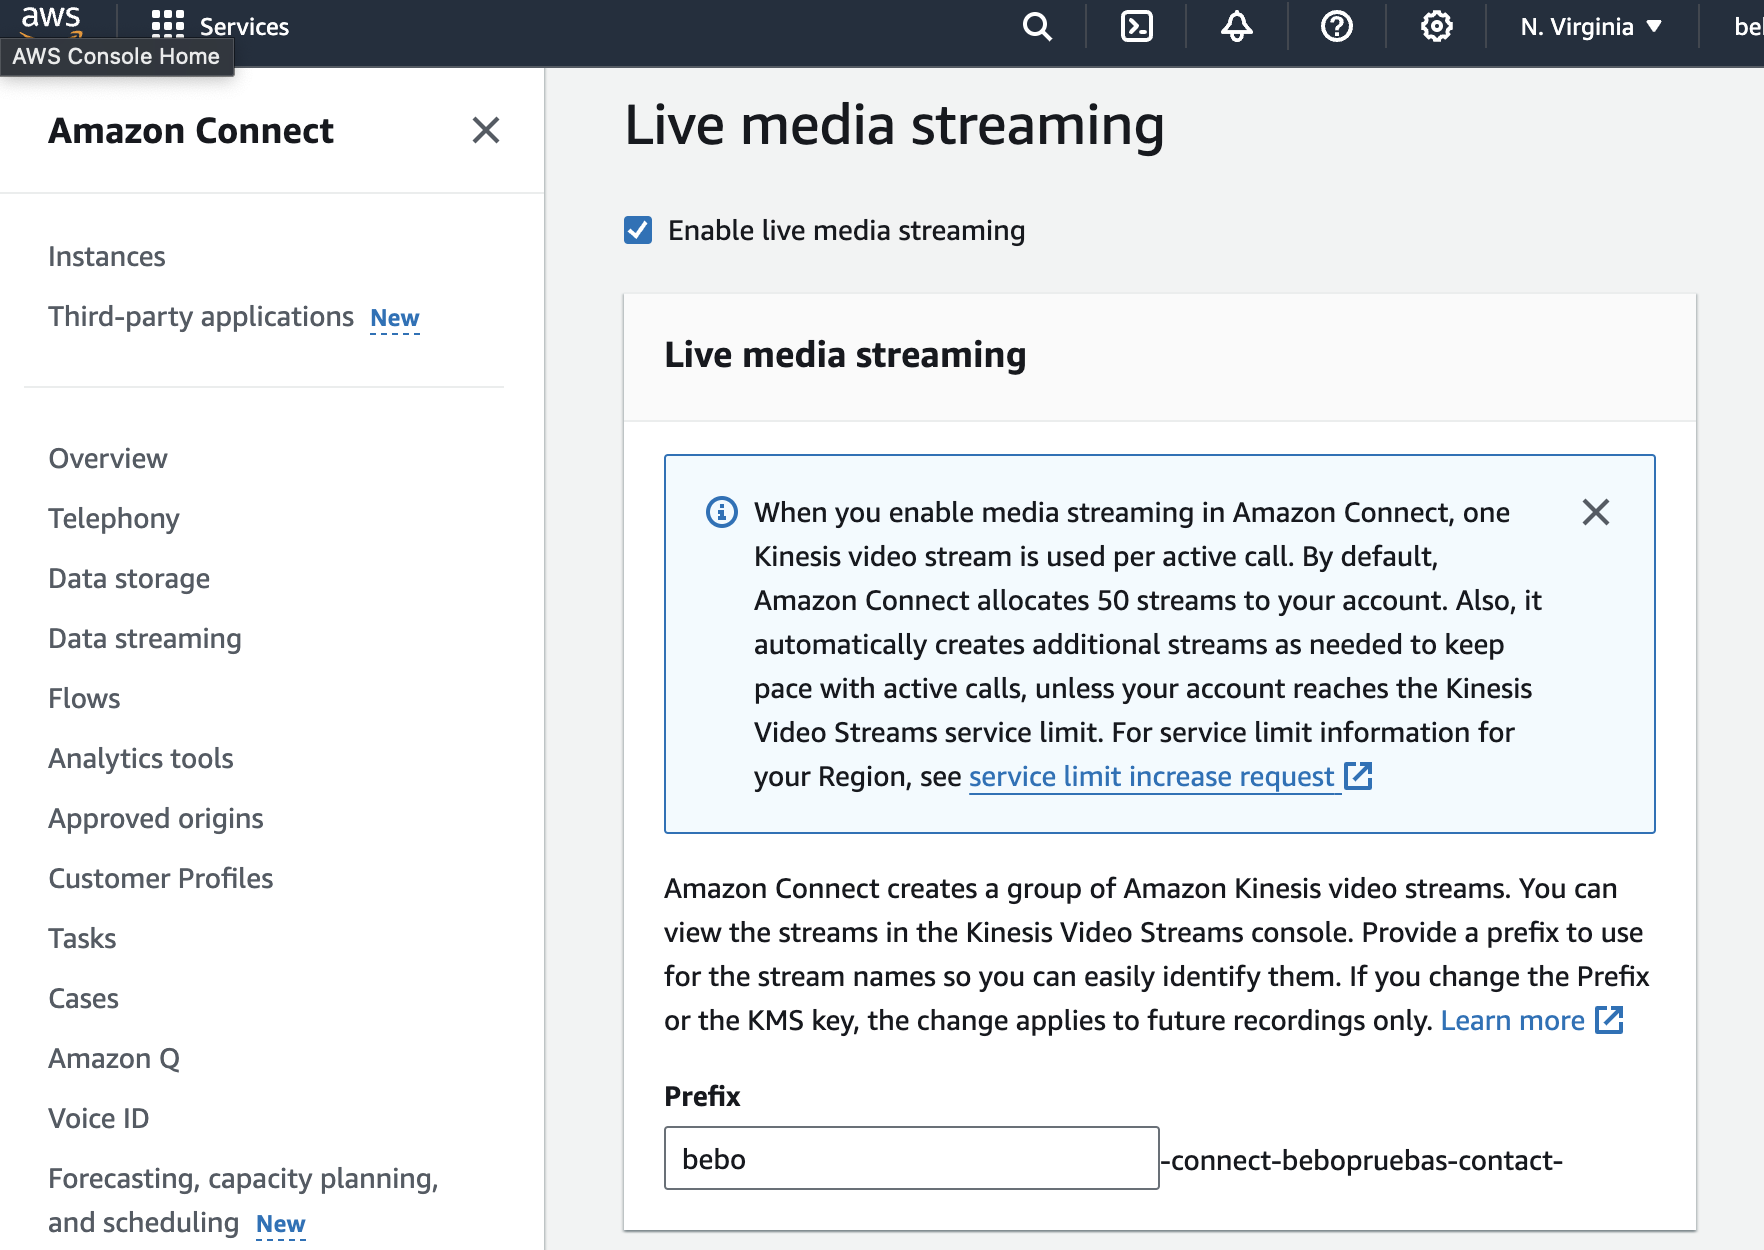 aws
Services
N. Virginia
AWS Console Home
Amazon Connect
Instances
Third-party applications New
Overview
Telephony
Data storage
Data streaming
Flows
Analytics tools
Approved origins
Customer Profiles
Tasks
Cases
Amazon Q
Voice ID
Forecasting, capacity planning,
and scheduling New
Live media streaming
Enable live media streaming
Live media streaming
When you enable media streaming in Amazon Connect, one
Kinesis video stream is used per active call. By default,
Amazon Connect allocates 50 streams to your account. Also, it
automatically creates additional streams as needed to keep
pace with active calls, unless your account reaches the Kinesis
Video Streams service limit. For service limit information for
your Region, see service limit increase request
Amazon Connect creates a group of Amazon Kinesis video streams. You can
view the streams in the Kinesis Video Streams console. Provide a prefix to use
for the stream names so you can easily identify them. If you change the Prefix
or the KMS key, the change applies to future recordings only. Learn more
Prefix
bebo -connect-bebopruebas-contact-